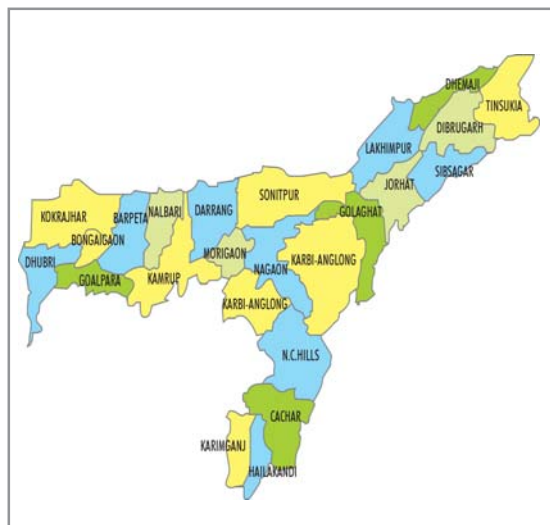 DHEMAJI
TINSUKIA
DIBRUGARH
LAKHIMPUR
SIBSAGAR
JORHAT
SONITPUR
KOKRAJHAR
BARPETA
NALBARI
DARRANG
GOLAGHAT
BONGAIGAON
MORIGAON
DHUBRI
NAGAON
KARBI-ANGLONG
GOALPARA
KAMRUP
KARBI-ANGLONG
N.C.HILLS
CACHAR
KARIMGANJ
HAILAKANDI